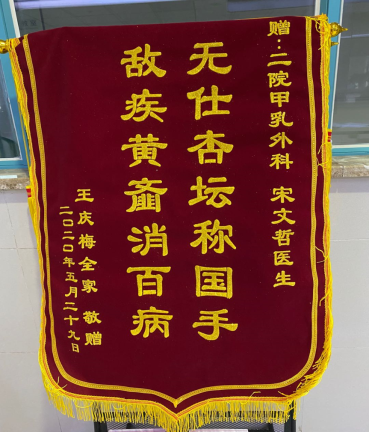 赠:二院甲乳外科 宋文哲医生
无仕杏坛称国手
敌疾黄齑消百病
王庆梅全家 敬赠
二〇二〇年五月二十九日